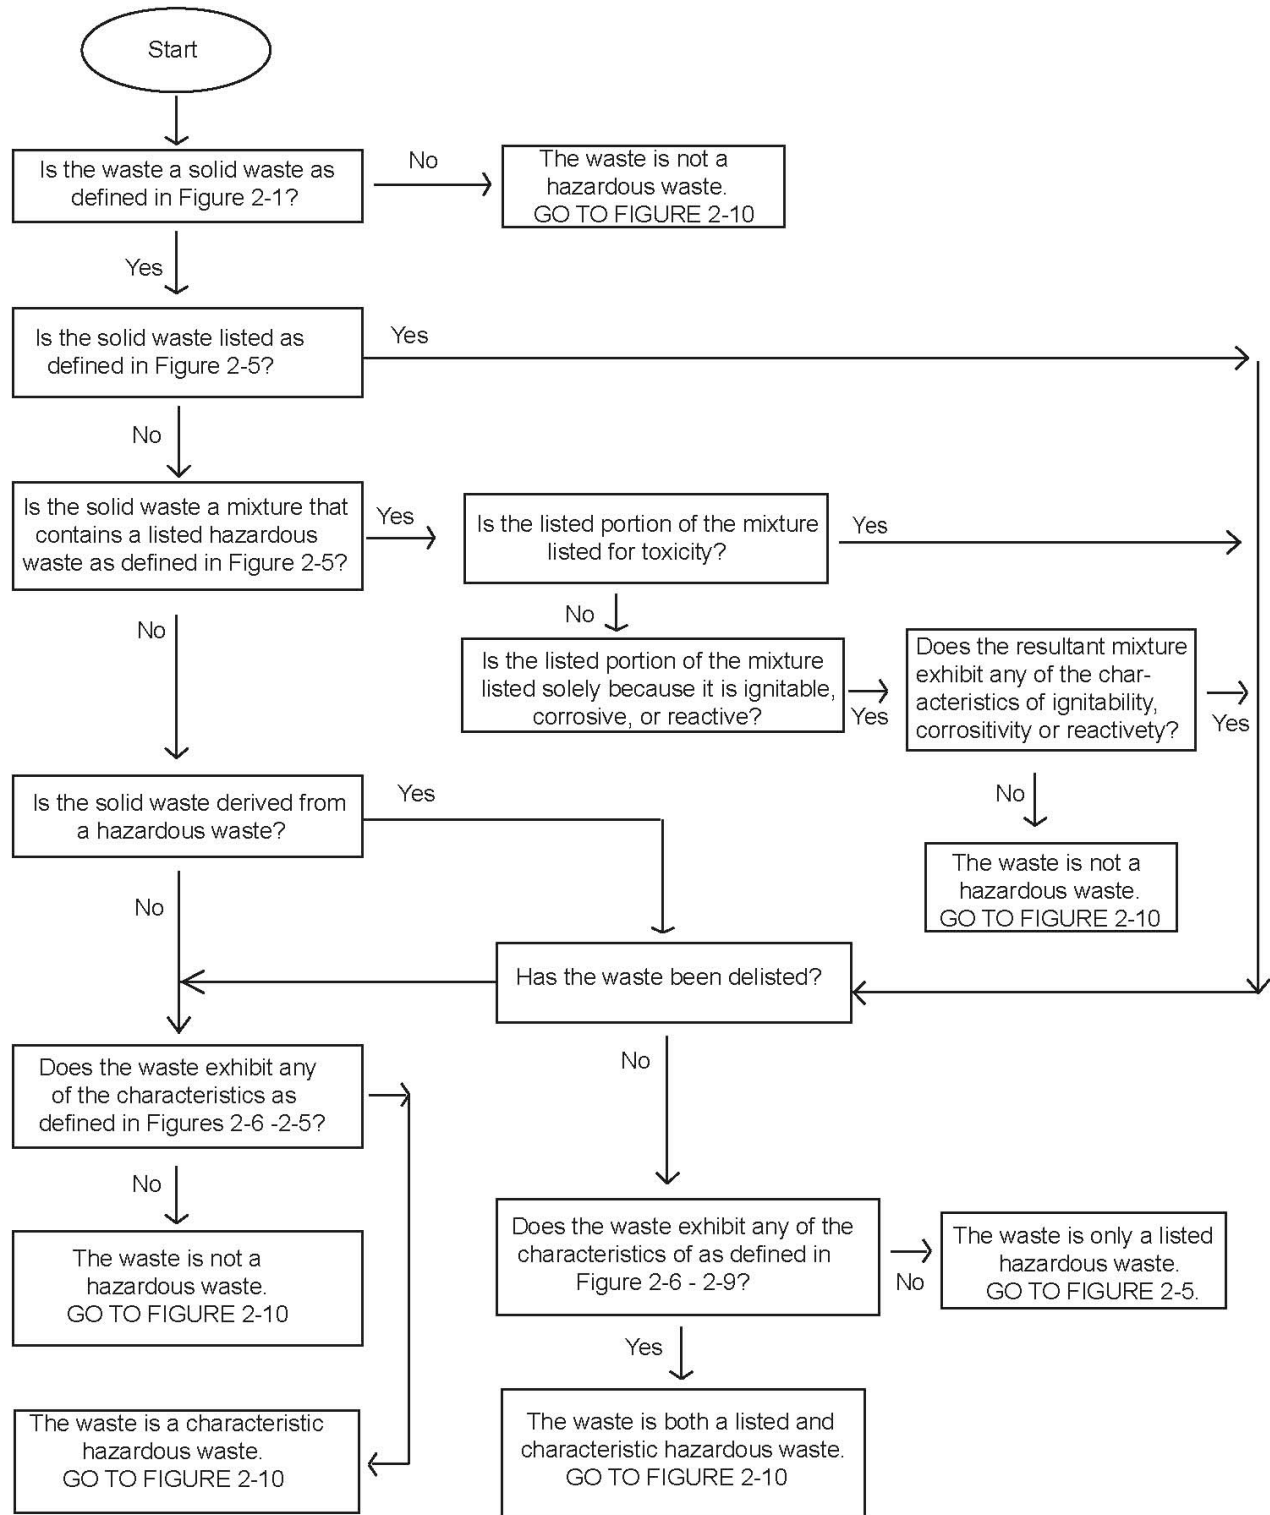 Start
Is the waste a solid waste as
defined in Figure 2-1?
No
The waste is not a
hazardous waste.
GO TO FIGURE 2-10
Yes
Is the solid waste listed as
defined in Figure 2-5?
Yes
No
Is the solid waste a mixture that
contains a listed hazardous
waste as defined in Figure 2-5?
Yes
Is the listed portion of the mixture
listed for toxicity?
Yes
No
No
Is the listed portion of the mixture
listed solely because it is ignitable,
corrosive, or reactive?
Yes
Does the resultant mixture
exhibit any of the char-
acteristics of ignitability,
corrositivity or reactivety?
Yes
No
The waste is not a
hazardous waste.
GO TO FIGURE 2-10
Is the solid waste derived from
a hazardous waste?
Yes
No
Has the waste been delisted?
No
Does the waste exhibit any
of the characteristics as
defined in Figures 2-6 -2-5?
No
The waste is not a
hazardous waste.
GO TO FIGURE 2-10
Does the waste exhibit any of the
characteristics of as defined in
Figure 2-6 - 2-9?
No
The waste is only a listed
hazardous waste.
GO TO FIGURE 2-5.
Yes
The waste is a characteristic
hazardous waste.
GO TO FIGURE 2-10
The waste is both a listed and
characteristic hazardous waste.
GO TO FIGURE 2-10